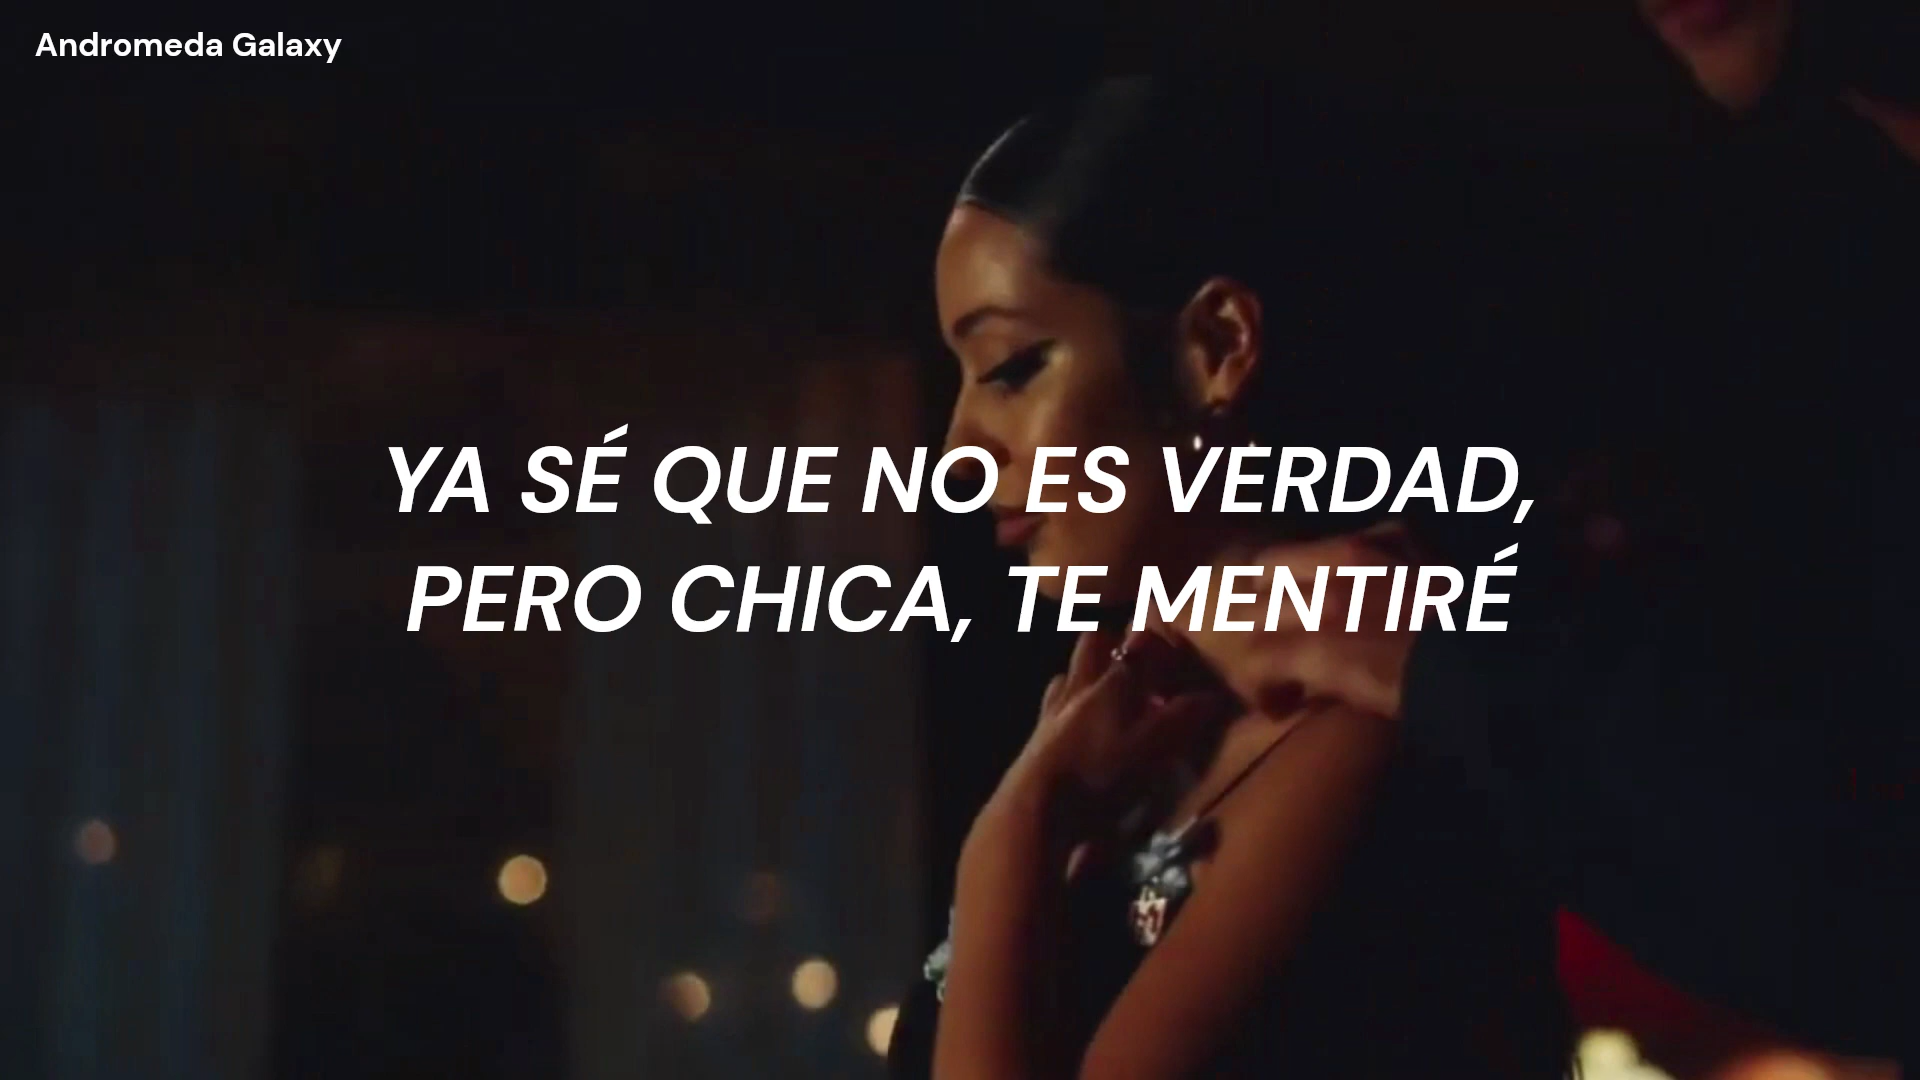 Andromeda Galaxy
YA SÉ QUE NO ES VERDAD,
PERO CHICA, TE MENTIRÉ